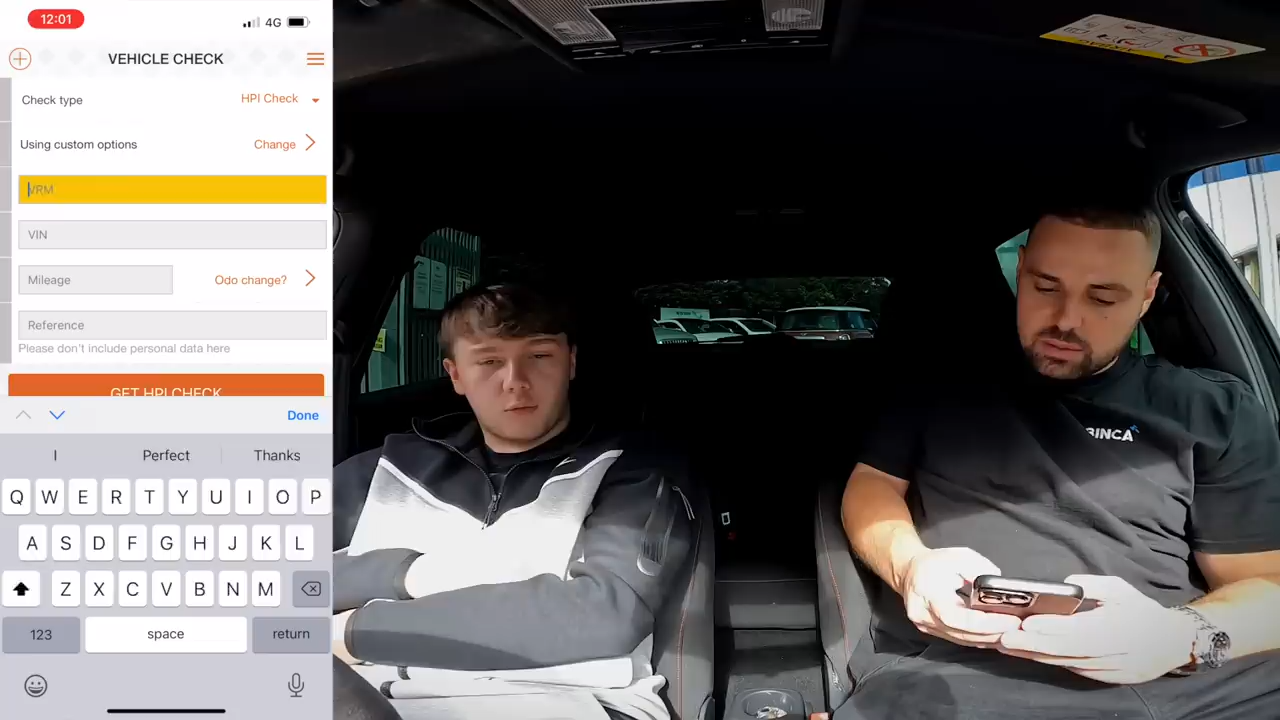 12:01
4G
VEHICLE CHECK
Check type
HPI Check
Using custom options
Change
VRM
VIN
Mileage
Odo change?
Reference
Please don't include personal data here
GET HPI CHECK
Done
I Perfect Thanks
Q W E R T Y U I O P
A S D F G H J K L
Z X C V B N M
123 space return
BINCA